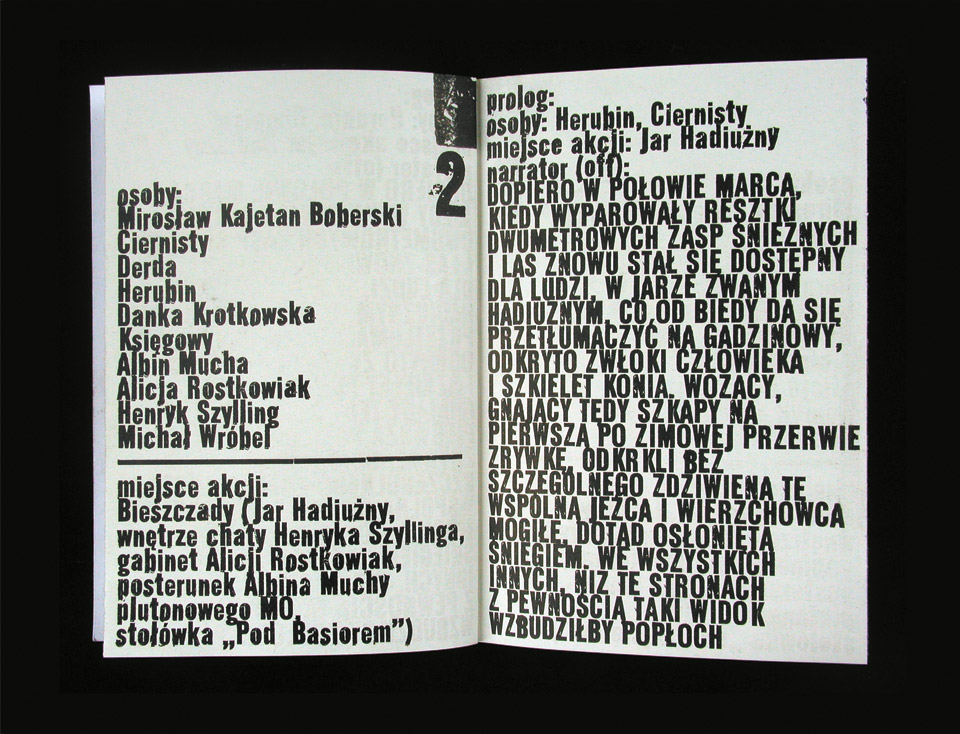 2
osoby:
Mirosław Kajetan Boberski
Ciernisty
Derda
Herubin
Danka Krotkowska
Księgowy
Albin Mucha
Alicja Rostkowiak
Henryk Szylling
Michał Wróbel
miejsce akcji:
Bieszczady (Jar Hadiużny,
wnętrze chaty Henryka Szyllinga,
gabinet Alicji Rostkowiak,
posterunek Albina Muchy
plutonowego MO,
stołówka „Pod Basiorem”)
prolog:
osoby: Herubin, Ciernisty
miejsce akcji: Jar Hadiużny
narrator (off):
DOPIERO W POŁOWIE MARCA,
KIEDY WYPAROWAŁY RESZTKI
DWUMETROWYCH ZASP ŚNIEŻNYCH
I LAS ZNOWU STAŁ SIĘ DOSTĘPNY
DLA LUDZI, W JARZE ZWANYM
HADIUŻNYM, CO OD BIEDY DA SIĘ
PRZETŁUMACZYĆ NA GADZINOWY,
ODKRYTO ZWŁOKI CZŁOWIEKA
I SZKIELET KONIA. WOZACY,
GNAJĄCY TĘDY SZKAPY NA
PIERWSZĄ PO ZIMOWEJ PRZERWIE
ZRYWKĘ, ODKRKLI BEZ
SZCZEGÓLNEGO ZDZIWIENA TĘ
WSPÓLNĄ JEŹCA I WIERZCHOWCA
MOGIŁĘ, DOTĄD OSŁONIĘTĄ
ŚNIEGIEM. WE WSZYSTKICH
INNYCH, NIŻ TE STRONACH
Z PEWNOŚCIĄ TAKI WIDOK
WZBUDZIŁBY POPŁOCH